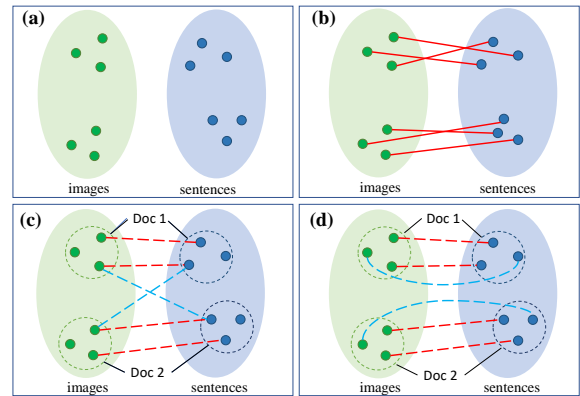 (a)
images sentences
(b)
images sentences
(c) Doc 1
Doc 2
images sentences
(d) Doc 1
Doc 2
images sentences